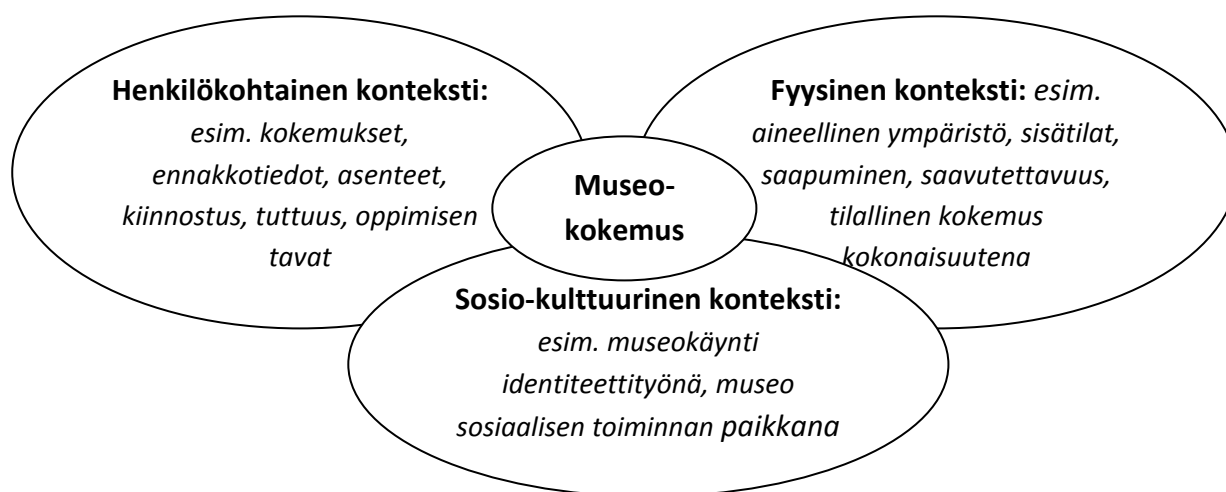 Henkilökohtainen konteksti:
esim. kokemukset,
ennakkotiedot, asenteet,
kiinnostus, tuttuus, oppimisen
tavat
Fyysinen konteksti: esim.
aineellinen ympäristö, sisätilat,
saapuminen, saavutettavuus,
tilallinen kokemus
kokonaisuutena
Museo-
kokemus
Sosio-kulttuurinen konteksti:
esim. museokäynti
identiteettityönä, museo
sosiaalisen toiminnan paikkana